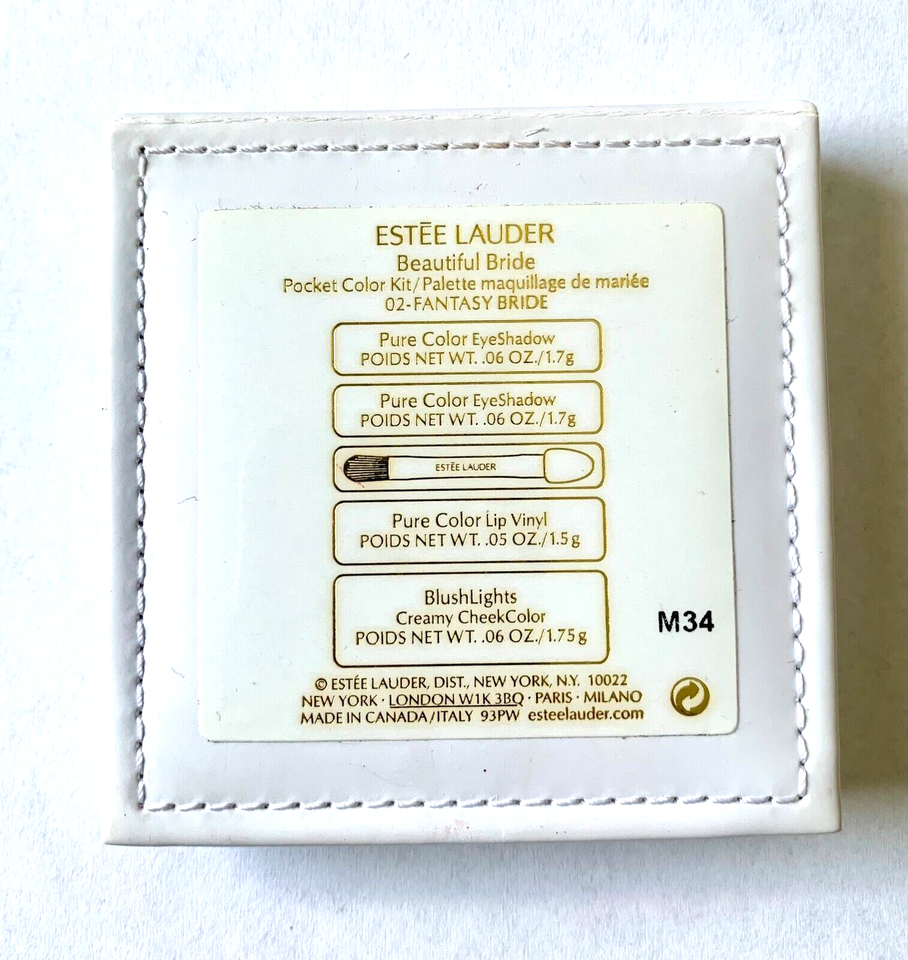 ESTĒE LAUDER
Beautiful Bride
Pocket Color Kit/Palette maquillage de mariée
02-FANTASY BRIDE
Pure Color EyeShadow
POIDS NET WT. .06 OZ./1.7g
Pure Color EyeShadow
POIDS NET WT. .06 OZ./1.7g
ESTĒE LAUDER
Pure Color Lip Vinyl
POIDS NET WT. .05 OZ./1.5g
BlushLights
Creamy CheekColor
POIDS NET WT. .06 OZ./1.75g
M34
© ESTĒE LAUDER, DIST., NEW YORK, N.Y. 10022
NEW YORK · LONDON W1K 3BQ · PARIS · MILANO
MADE IN CANADA/ITALY 93PW esteelauder.com